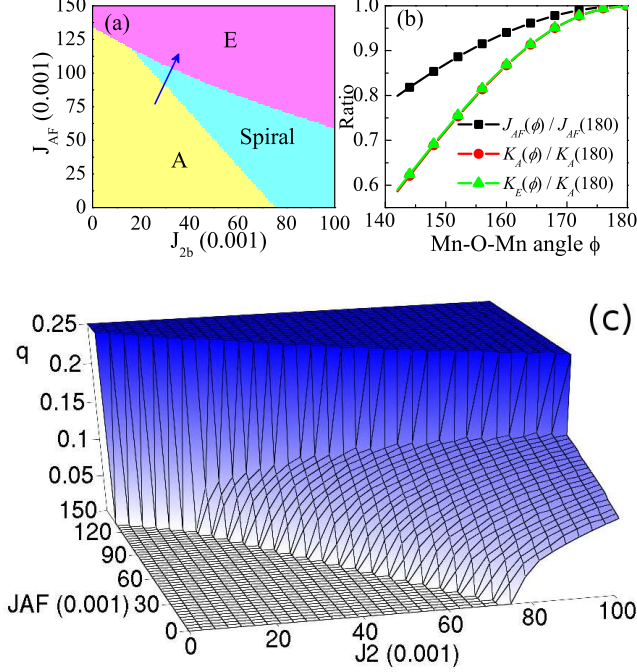 (a)
E
Spiral
A
150
125
100
75
50
25
0
J_AF (0.001)
0 20 40 60 80 100
J_2b (0.001)
(b)
1.0
0.9
0.8
0.7
0.6
Ratio
J_AF(ϕ) / J_AF(180)
K_A(ϕ) / K_A(180)
K_E(ϕ) / K_A(180)
140 150 160 170 180
Mn-O-Mn angle ϕ
(c)
0.25
q
0.2
0.15
0.1
0.05
150
120
90
60
30
0
JAF (0.001)
0 20 40 60 80 100
J2 (0.001)